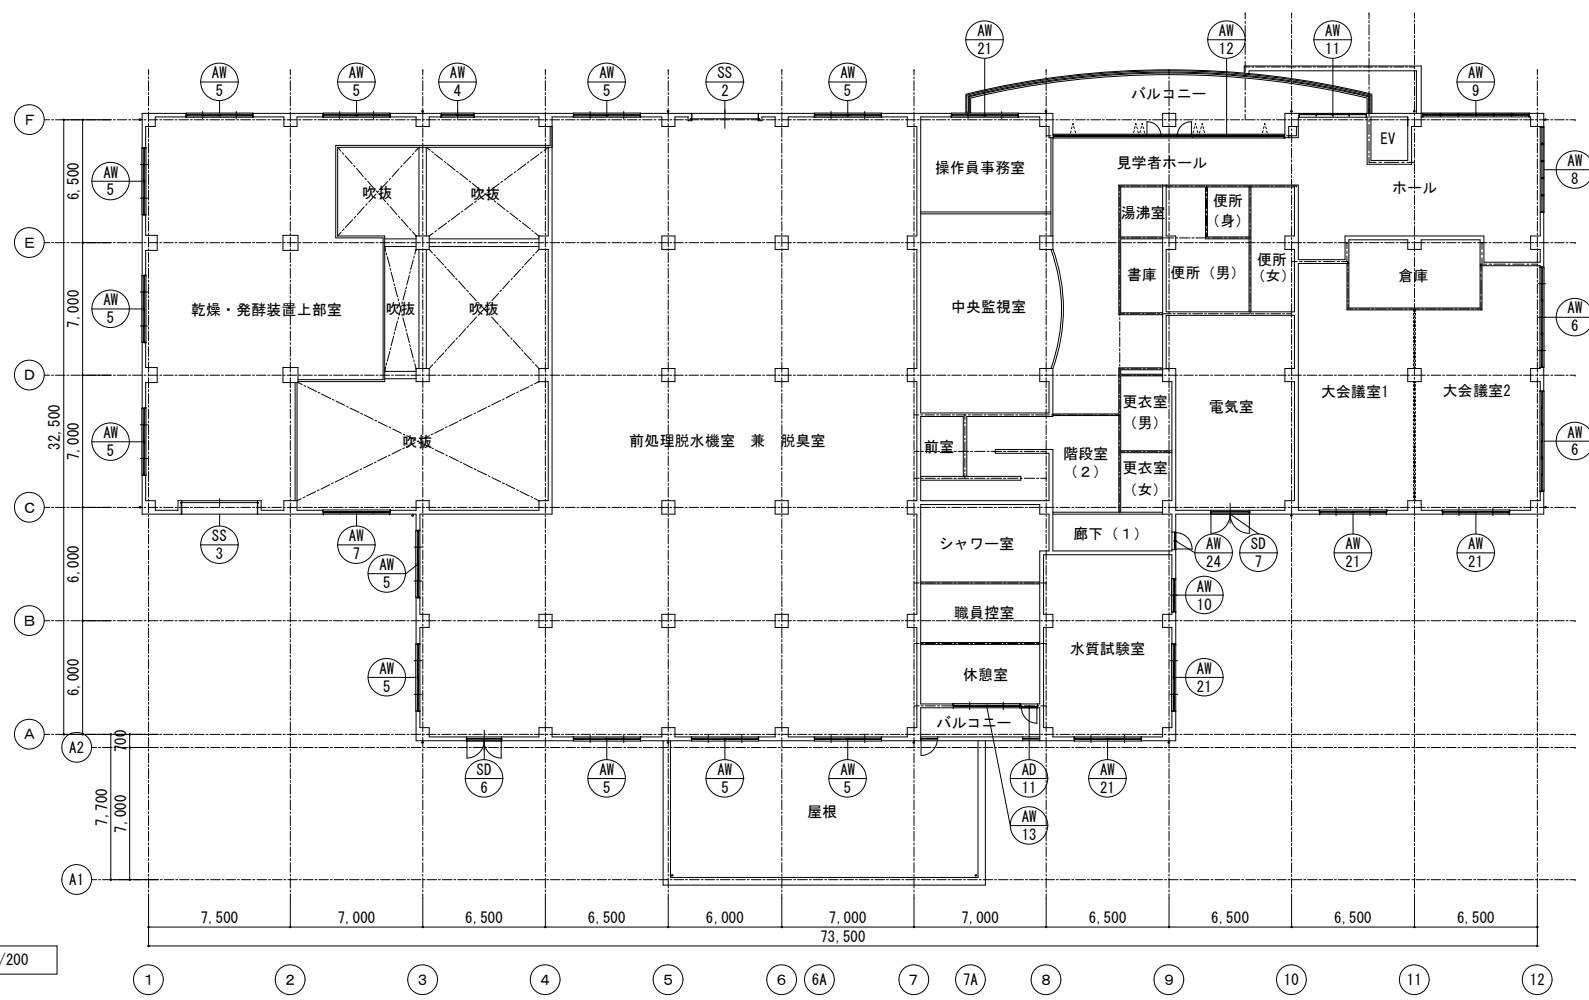 AW
21
AW
12
AW
11
AW
5
AW
5
AW
4
AW
5
SS
2
AW
5
AW
9
バルコニー
F
EV
AW
5
6,500
吹抜
吹抜
操作員事務室
見学者ホール
ホール
AW
8
湯沸室
便所
(身)
E
書庫
便所(男)
便所
(女)
倉庫
AW
5
7,000
乾燥・発酵装置上部室
吹抜
吹抜
中央監視室
AW
6
D
32,500
7,000
AW
5
吹抜
前処理脱水機室 兼 脱臭室
前室
階段室
(2)
更衣室
(男)
更衣室
(女)
電気室
大会議室1
大会議室2
AW
6
C
SS
3
AW
7
AW
5
シャワー室
廊下(1)
AW
24
SD
7
AW
21
AW
21
6,000
AW
10
B
職員控室
水質試験室
6,000
AW
5
休憩室
AW
21
バルコニー
A
A2
700
SD
6
AW
5
AW
5
AW
5
AD
11
AW
21
AW
13
7,700
7,000
屋根
A1
7,500
7,000
6,500
6,500
6,000
7,000
7,000
6,500
6,500
6,500
6,500
73,500
/200
1
2
3
4
5
6
6A
7
7A
8
9
10
11
12